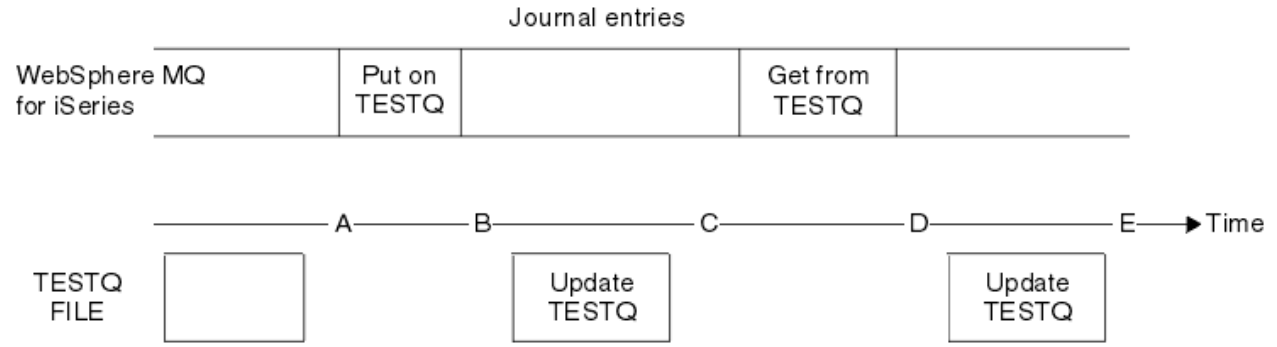 Journal entries
WebSphere MQ
for iSeries
Put on
TESTQ
Get from
TESTQ
A B C D E Time
TESTQ
FILE
Update
TESTQ
Update
TESTQ